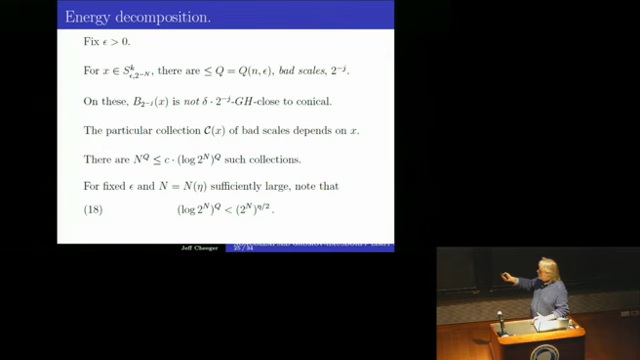 Energy decomposition.
Fix ϵ > 0.
For x ∈ S^k_{ϵ,2^{-N}}, there are ≤ Q = Q(n, ϵ), bad scales, 2^{-j}.
On these, B_{2^{-j}}(x) is not δ · 2^{-j}-GH-close to conical.
The particular collection C(x) of bad scales depends on x.
There are N^Q ≤ c · (log 2^N)^Q such collections.
For fixed ϵ and N = N(η) sufficiently large, note that
(18) (log 2^N)^Q < (2^N)^{η/2}.
Jeff Cheeger
25 / 34